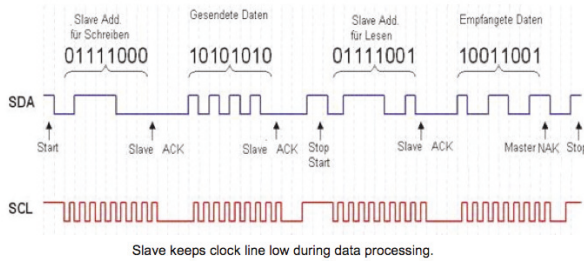 Slave Add.
für Schreiben
01111000
Gesendete Daten
10101010
Slave Add.
für Lesen
01111001
Empfangete Daten
10011001
SDA
Start
Slave ACK
Slave ACK
Stop
Start
Slave ACK
Master NAK
Stop
SCL
Slave keeps clock line low during data processing.